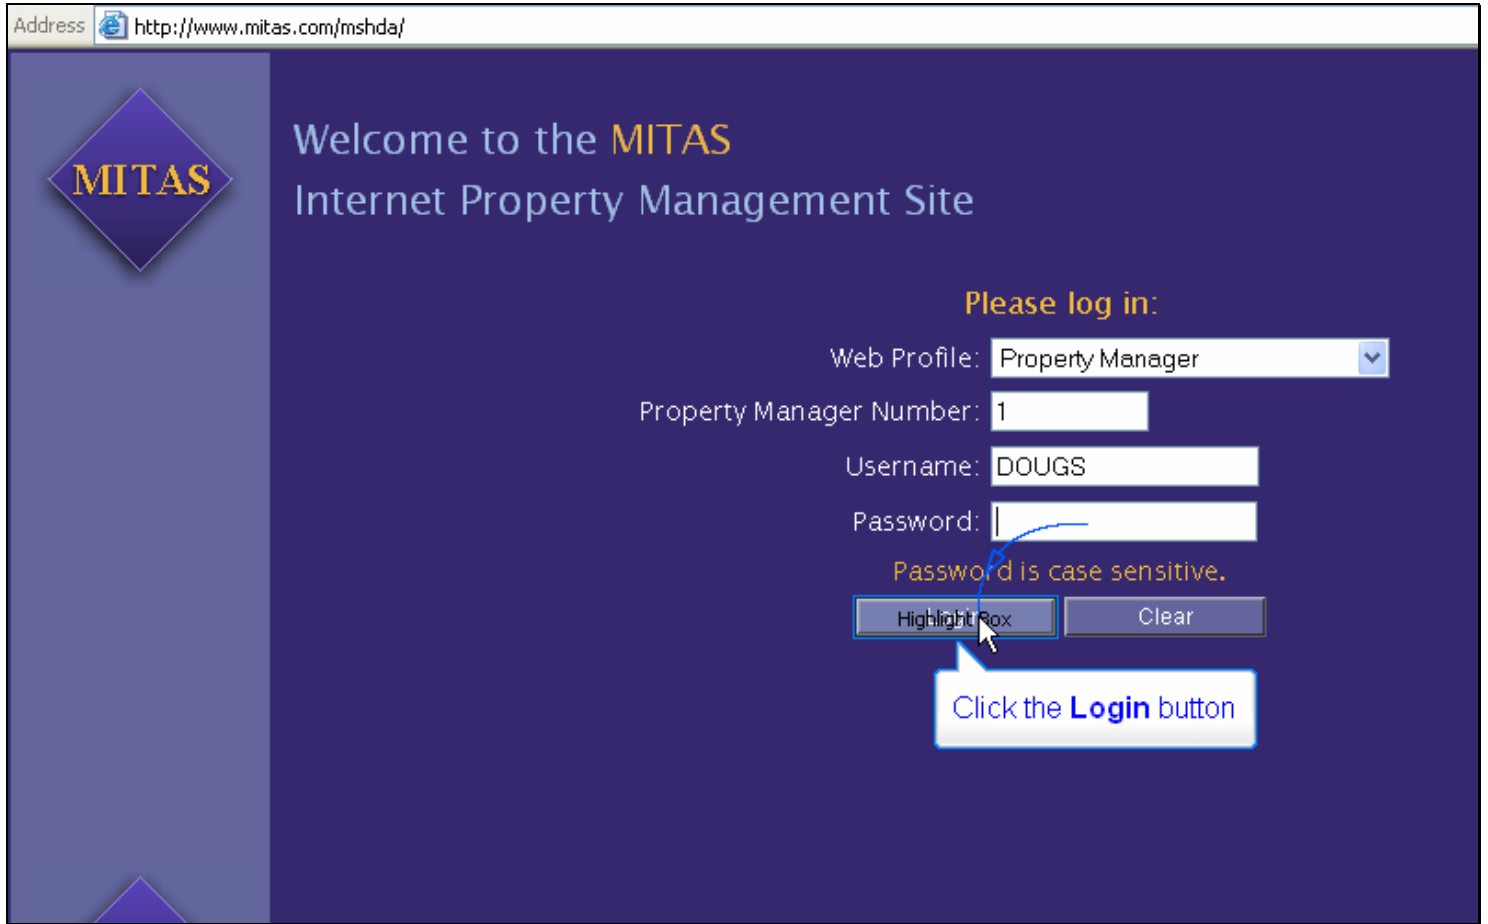 Address http://www.mitas.com/mshda/
MITAS
Welcome to the MITAS
Internet Property Management Site
Please log in:
Web Profile: Property Manager
Property Manager Number: 1
Username: DOUGS
Password:
Password is case sensitive.
Login Highlight Box Clear
Click the Login button